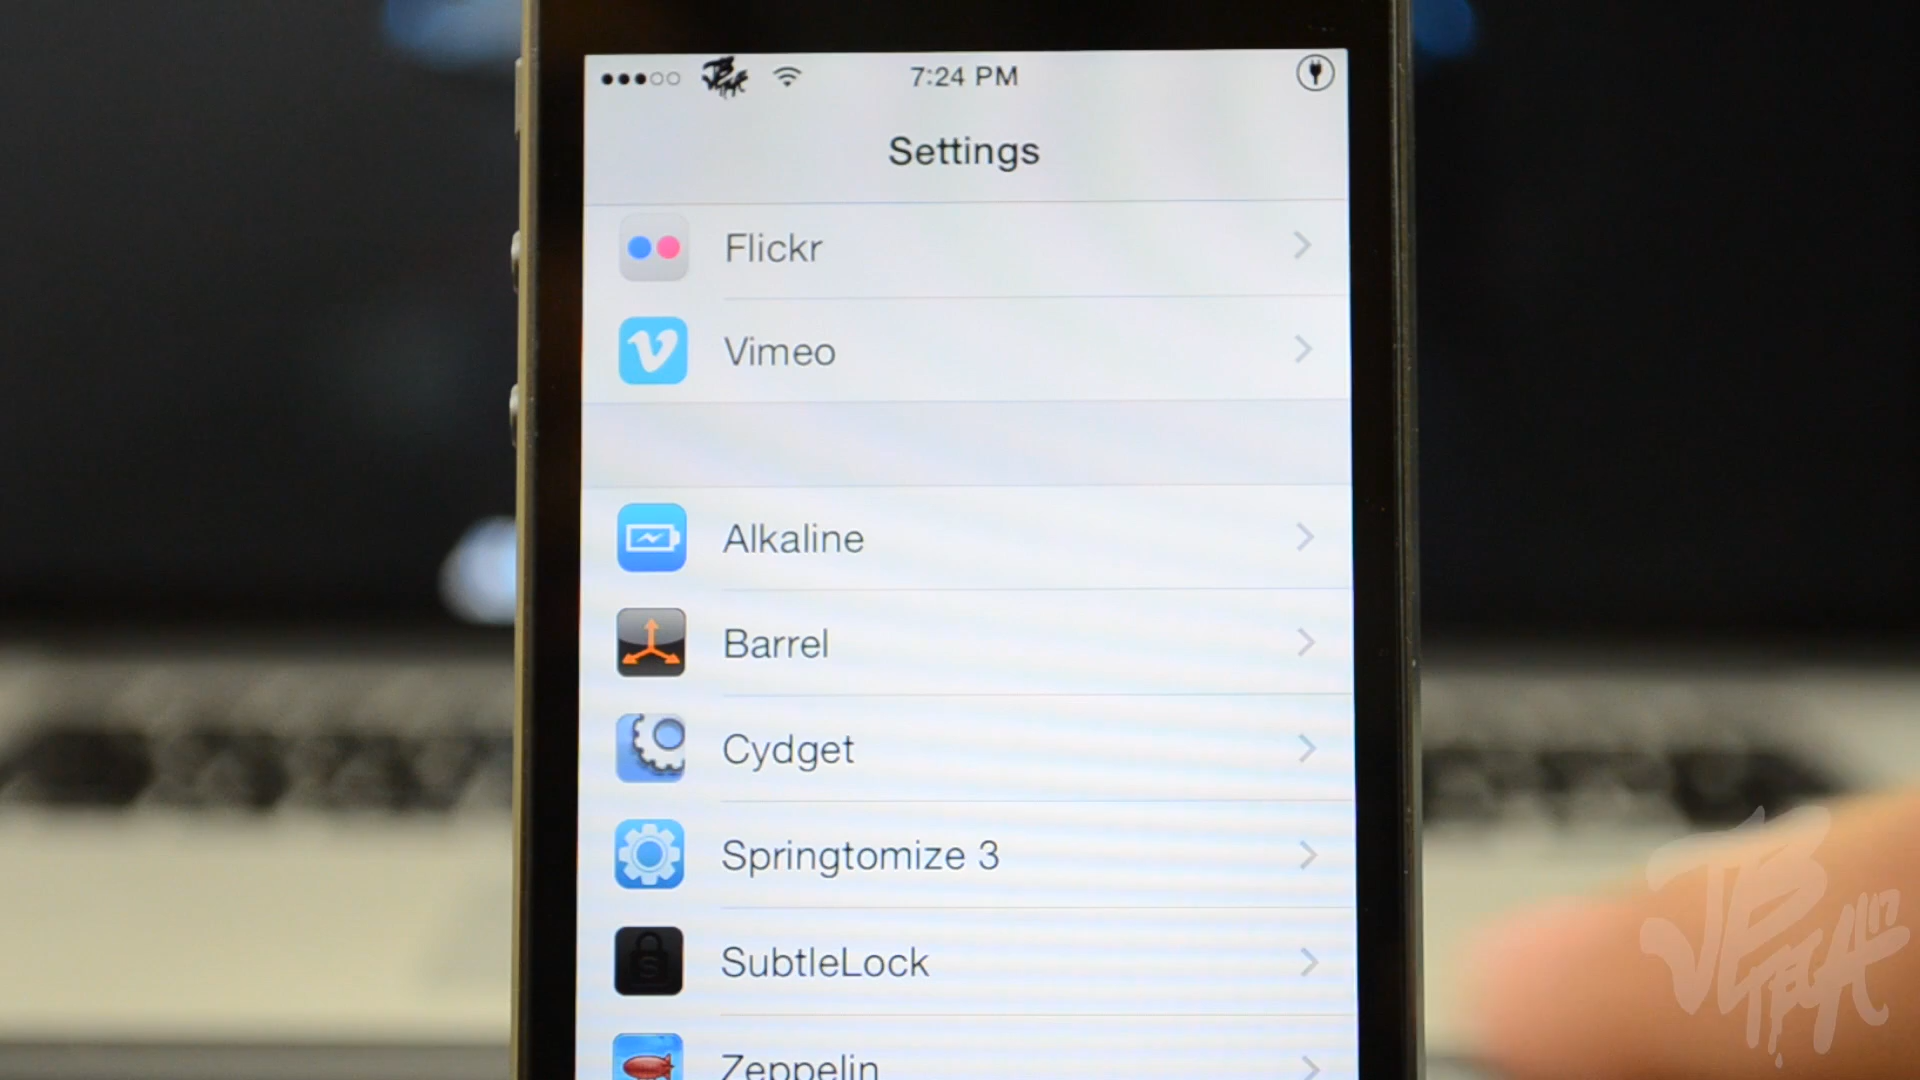 7:24 PM
Settings
Flickr
Vimeo
Alkaline
Barrel
Cydget
Springtomize 3
SubtleLock
Zeppelin